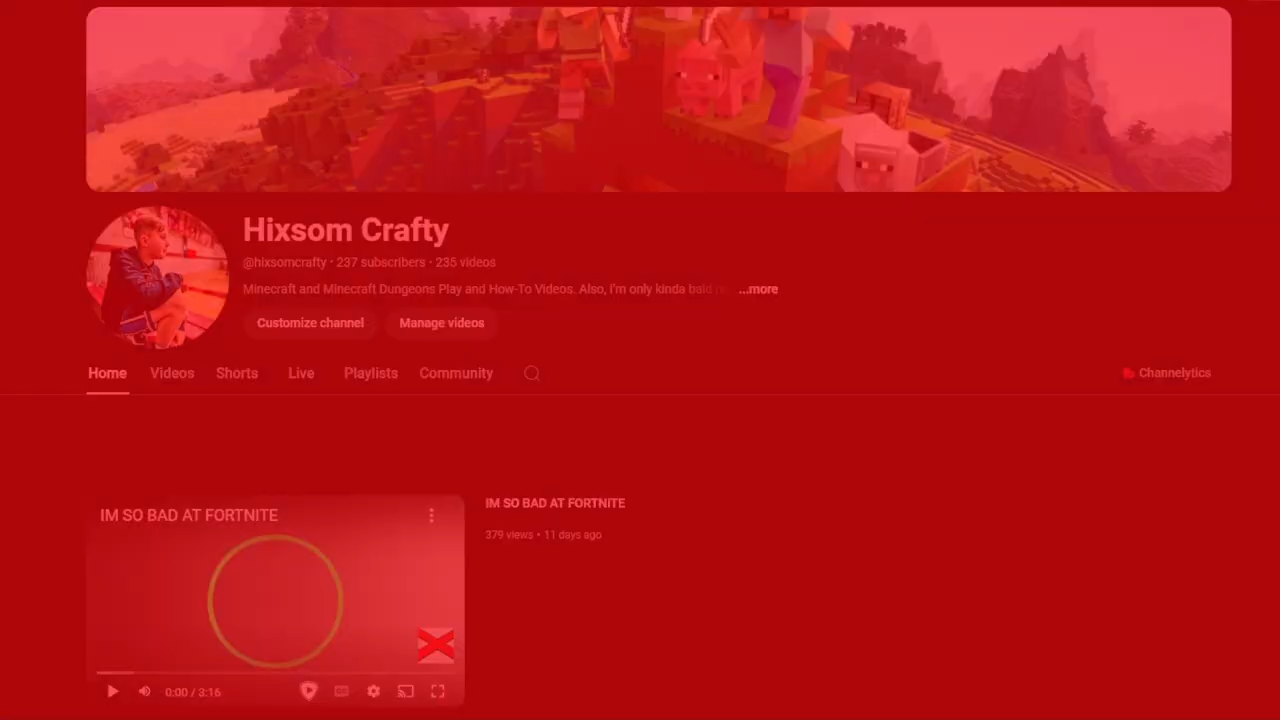 Hixsom Crafty
@hixsomcrafty • 237 subscribers • 235 videos
Minecraft and Minecraft Dungeons Play and How-To Videos. Also, I'm only kinda bald ...more
Customize channel Manage videos
Home Videos Shorts Live Playlists Community Channelytics
IM SO BAD AT FORTNITE
IM SO BAD AT FORTNITE
379 views • 11 days ago
0:00 / 3:16